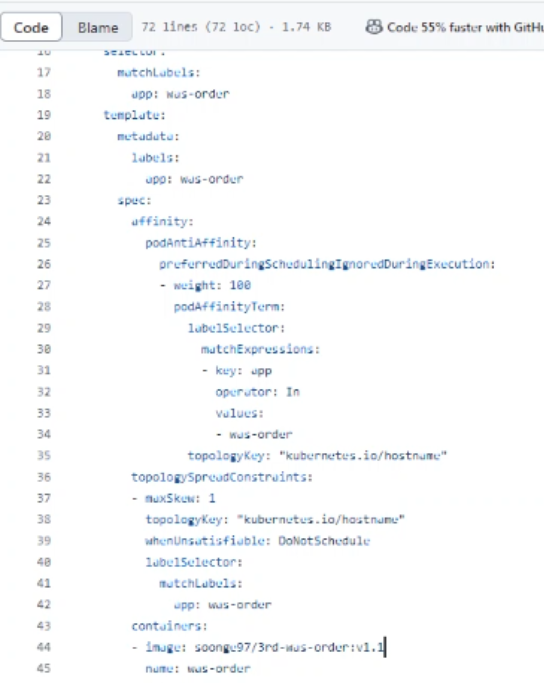 Code Blame 72 lines (72 loc) · 1.74 KB Code 55% faster with GitHu
16 selector:
17 matchLabels:
18 app: was-order
19 template:
20 metadata:
21 labels:
22 app: was-order
23 spec:
24 affinity:
25 podAntiAffinity:
26 preferredDuringSchedulingIgnoredDuringExecution:
27 - weight: 100
28 podAffinityTerm:
29 labelSelector:
30 matchExpressions:
31 - key: app
32 operator: In
33 values:
34 - was-order
35 topologyKey: "kubernetes.io/hostname"
36 topologySpreadConstraints:
37 - maxSkew: 1
38 topologyKey: "kubernetes.io/hostname"
39 whenUnsatisfiable: DoNotSchedule
40 labelSelector:
41 matchLabels:
42 app: was-order
43 containers:
44 - image: soonge97/3rd-was-order:v1.1
45 name: was-order